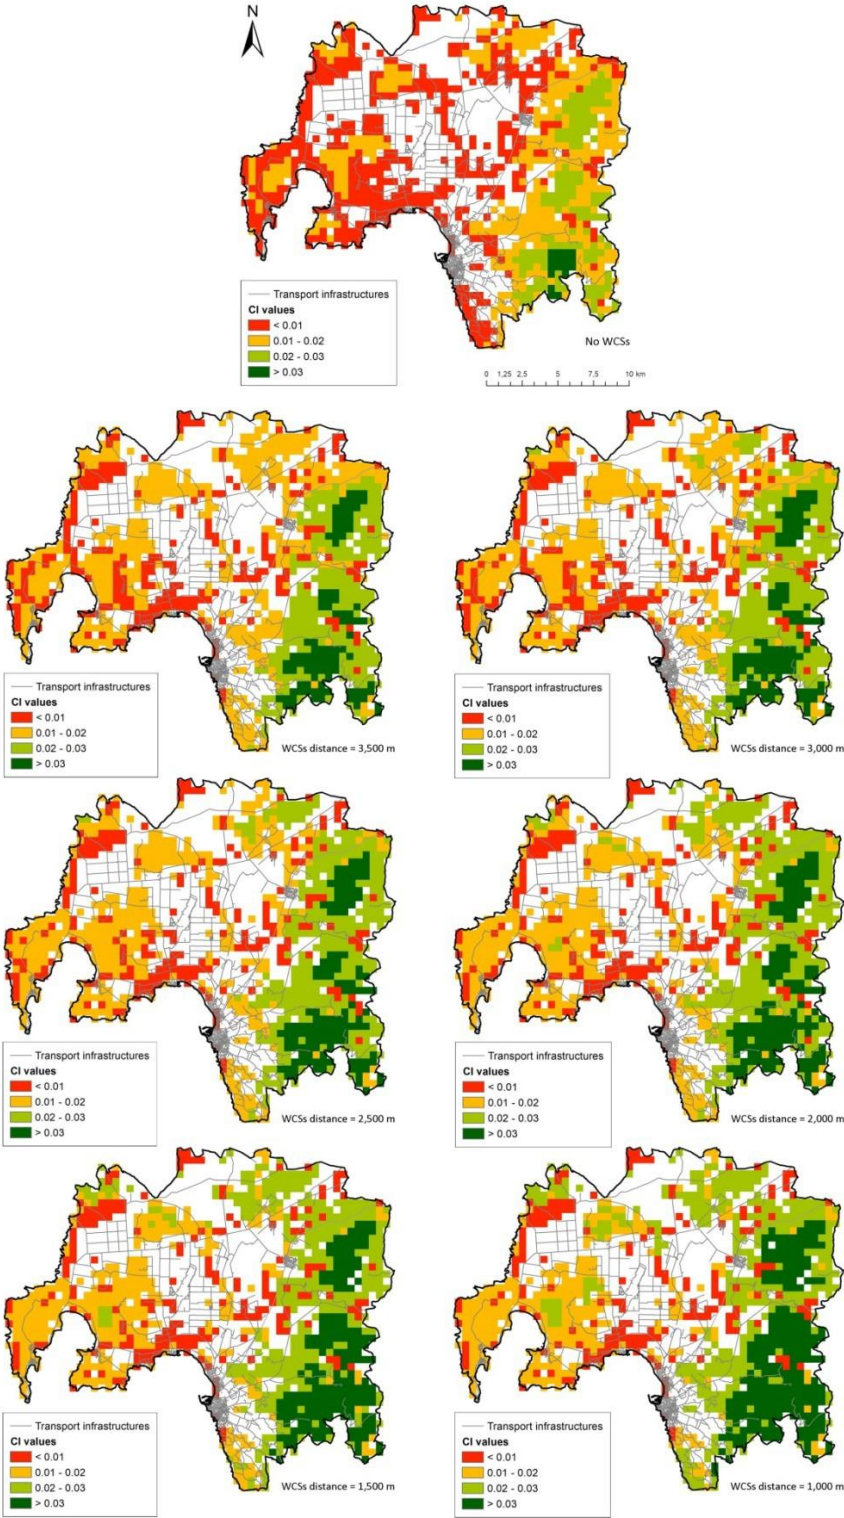 N
Transport infrastructures
CI values
< 0.01
0.01 - 0.02
0.02 - 0.03
> 0.03
No WCSs
0 1,25 2,5 5 7,5 10 km
Transport infrastructures
CI values
< 0.01
0.01 - 0.02
0.02 - 0.03
> 0.03
WCSs distance = 3,500 m
Transport infrastructures
CI values
< 0.01
0.01 - 0.02
0.02 - 0.03
> 0.03
WCSs distance = 3,000 m
Transport infrastructures
CI values
< 0.01
0.01 - 0.02
0.02 - 0.03
> 0.03
WCSs distance = 2,500 m
Transport infrastructures
CI values
< 0.01
0.01 - 0.02
0.02 - 0.03
> 0.03
WCSs distance = 2,000 m
Transport infrastructures
CI values
< 0.01
0.01 - 0.02
0.02 - 0.03
> 0.03
WCSs distance = 1,500 m
Transport infrastructures
CI values
< 0.01
0.01 - 0.02
0.02 - 0.03
> 0.03
WCSs distance = 1,000 m